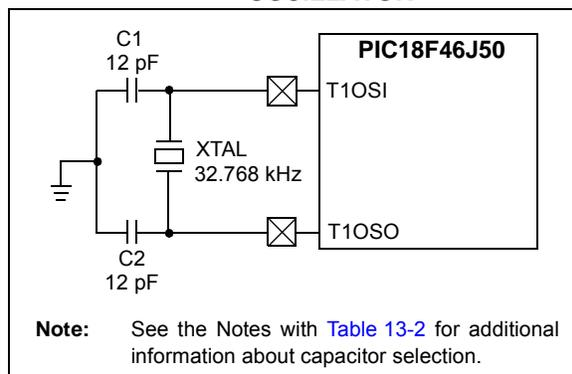 C1
12 pF
PIC18F46J50
T1OSI
XTAL
32.768 kHz
T1OSO
C2
12 pF
Note: See the Notes with Table 13-2 for additional
information about capacitor selection.